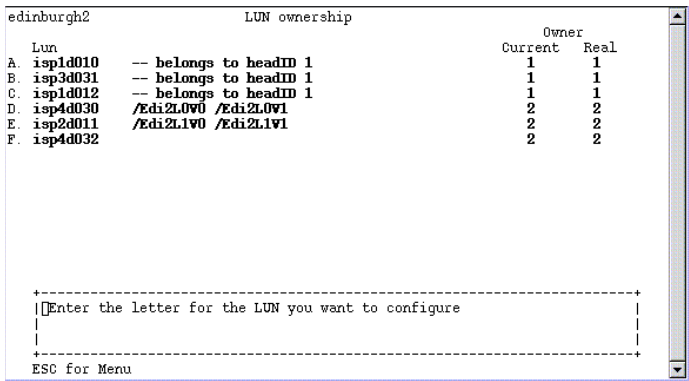 edinburgh2 LUN ownership
Owner
Lun Current Real
A. isp1d010 -- belongs to headID 1 1 1
B. isp3d031 -- belongs to headID 1 1 1
C. isp1d012 -- belongs to headID 1 1 1
D. isp4d030 /Edi2L0V0 /Edi2L0V1 2 2
E. isp2d011 /Edi2L1V0 /Edi2L1V1 2 2
F. isp4d032 2 2
Enter the letter for the LUN you want to configure
ESC for Menu